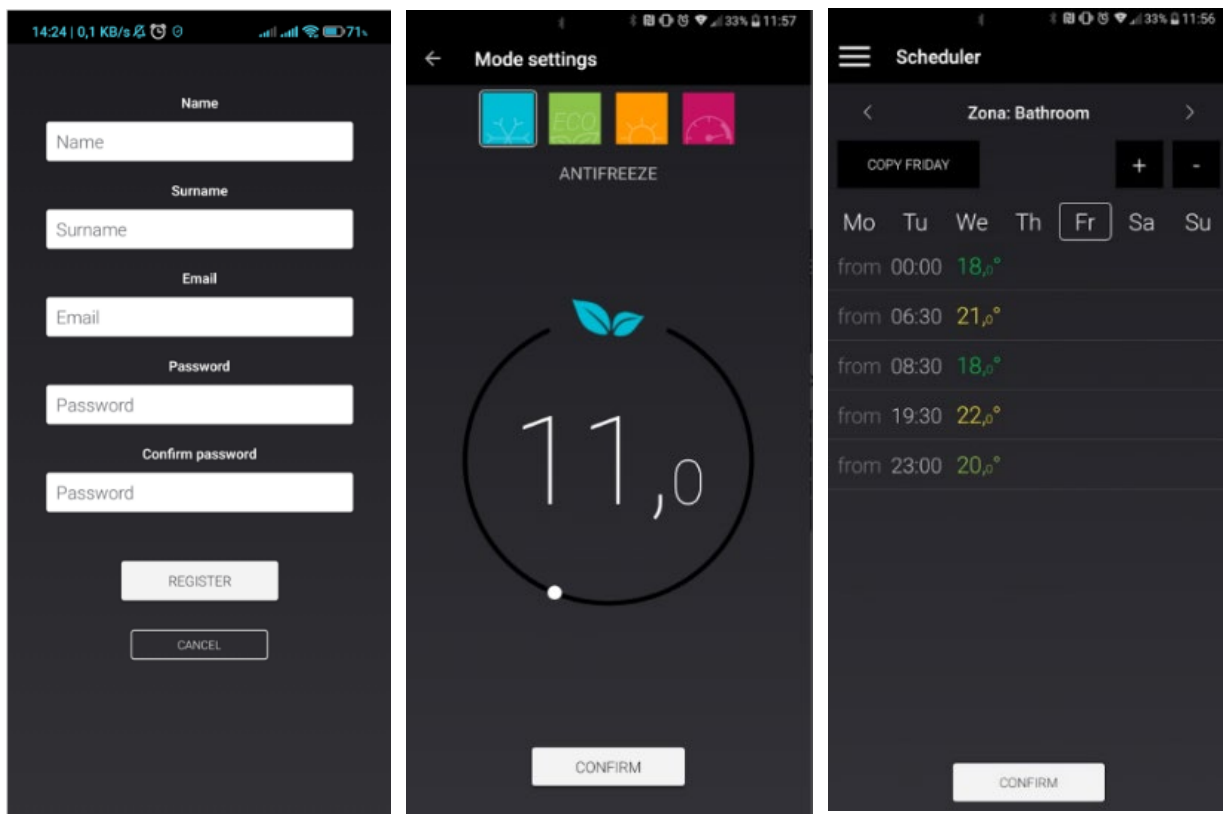 14:24 | 0,1 KB/s 71%
Name
Name
Surname
Surname
Email
Email
Password
Password
Confirm password
Password
REGISTER
CANCEL
33% 11:57
Mode settings
ECO
ANTIFREEZE
11,0
CONFIRM
33% 11:56
Scheduler
Zona: Bathroom
COPY FRIDAY + -
Mo Tu We Th Fr Sa Su
from 00:00 18,0°
from 06:30 21,0°
from 08:30 18,0°
from 19:30 22,0°
from 23:00 20,0°
CONFIRM